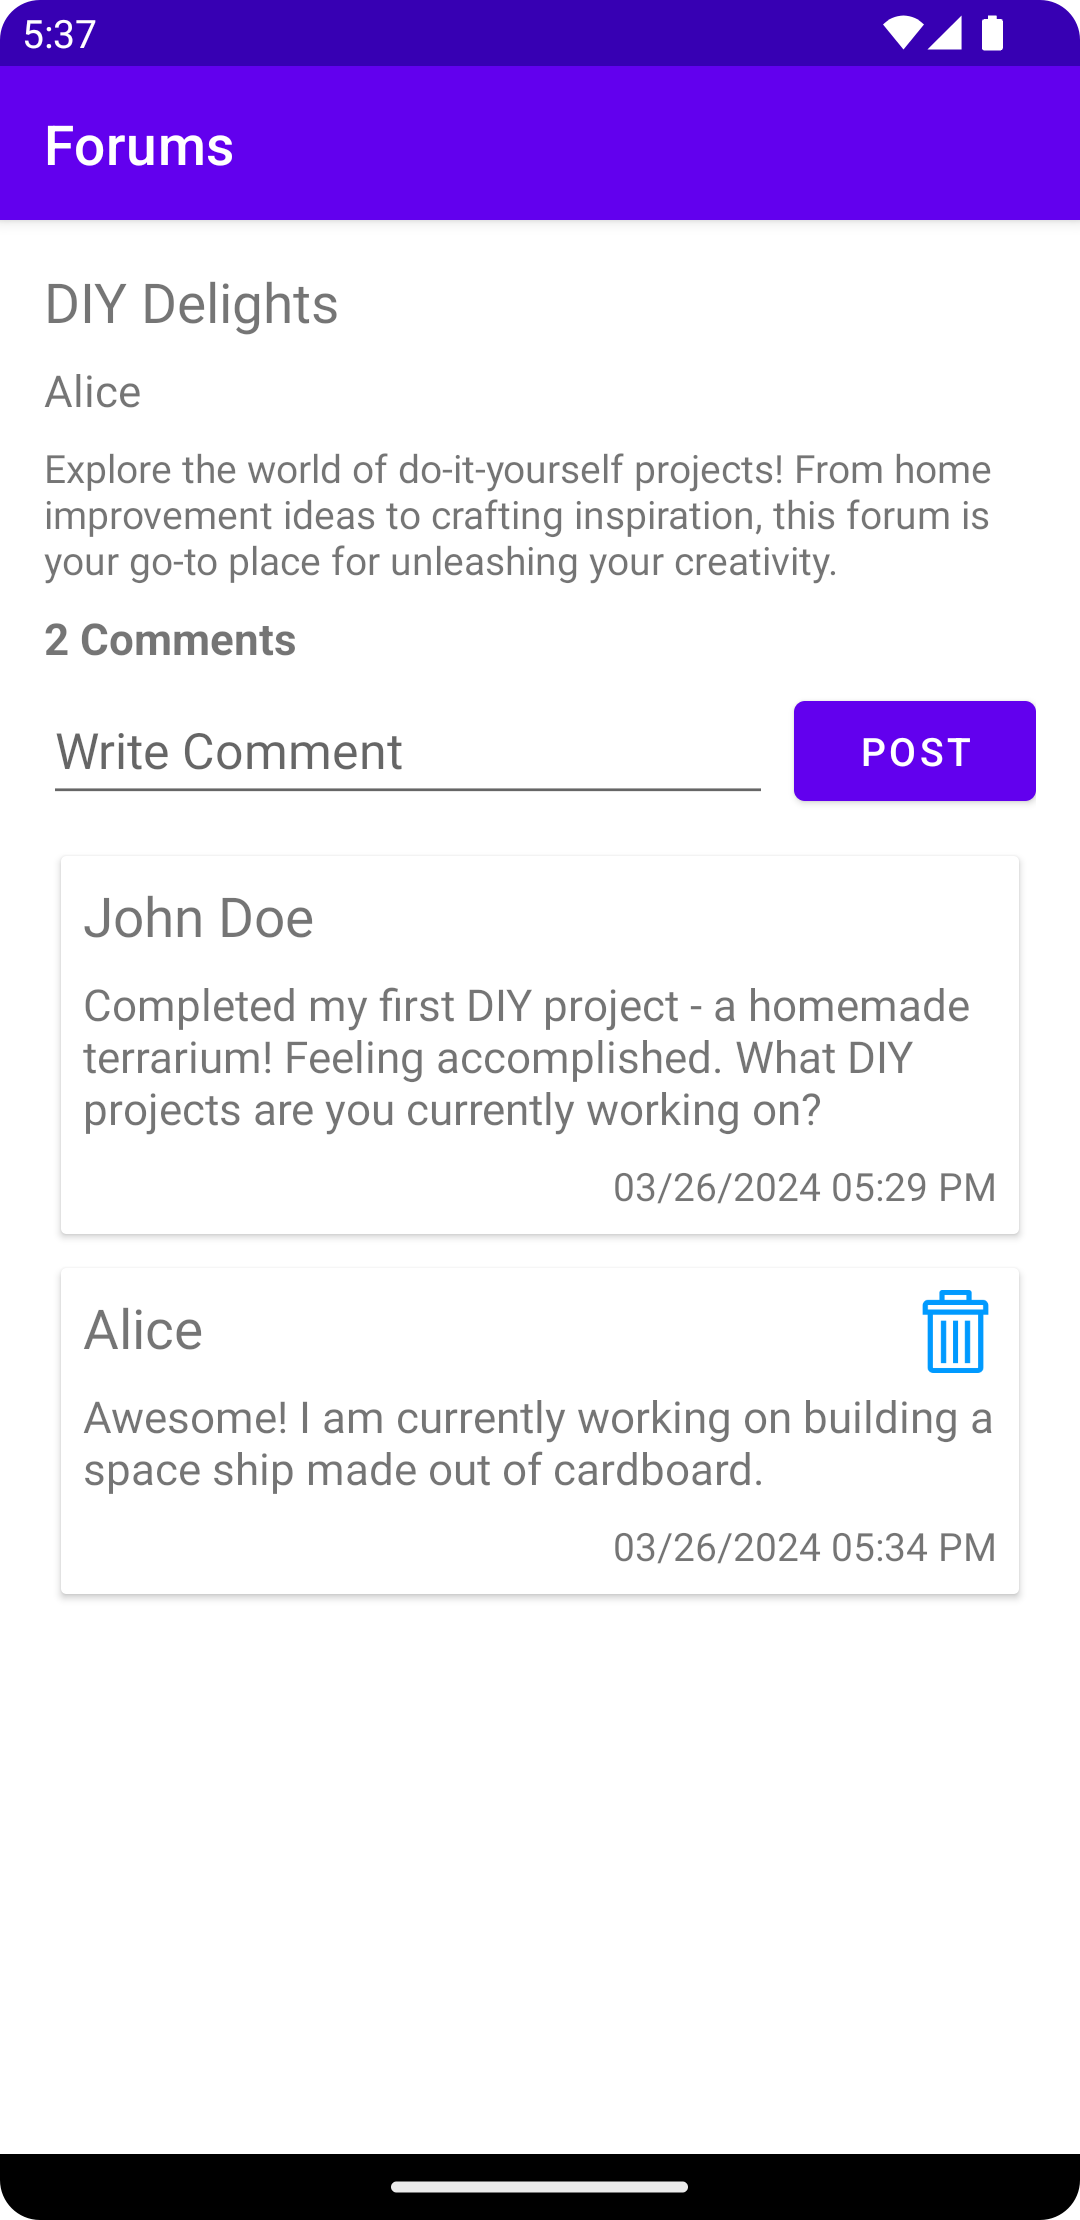 5:37
Forums
DIY Delights
Alice
Explore the world of do-it-yourself projects! From home
improvement ideas to crafting inspiration, this forum is
your go-to place for unleashing your creativity.
2 Comments
Write Comment
POST
John Doe
Completed my first DIY project - a homemade
terrarium! Feeling accomplished. What DIY
projects are you currently working on?
03/26/2024 05:29 PM
Alice
Awesome! I am currently working on building a
space ship made out of cardboard.
03/26/2024 05:34 PM